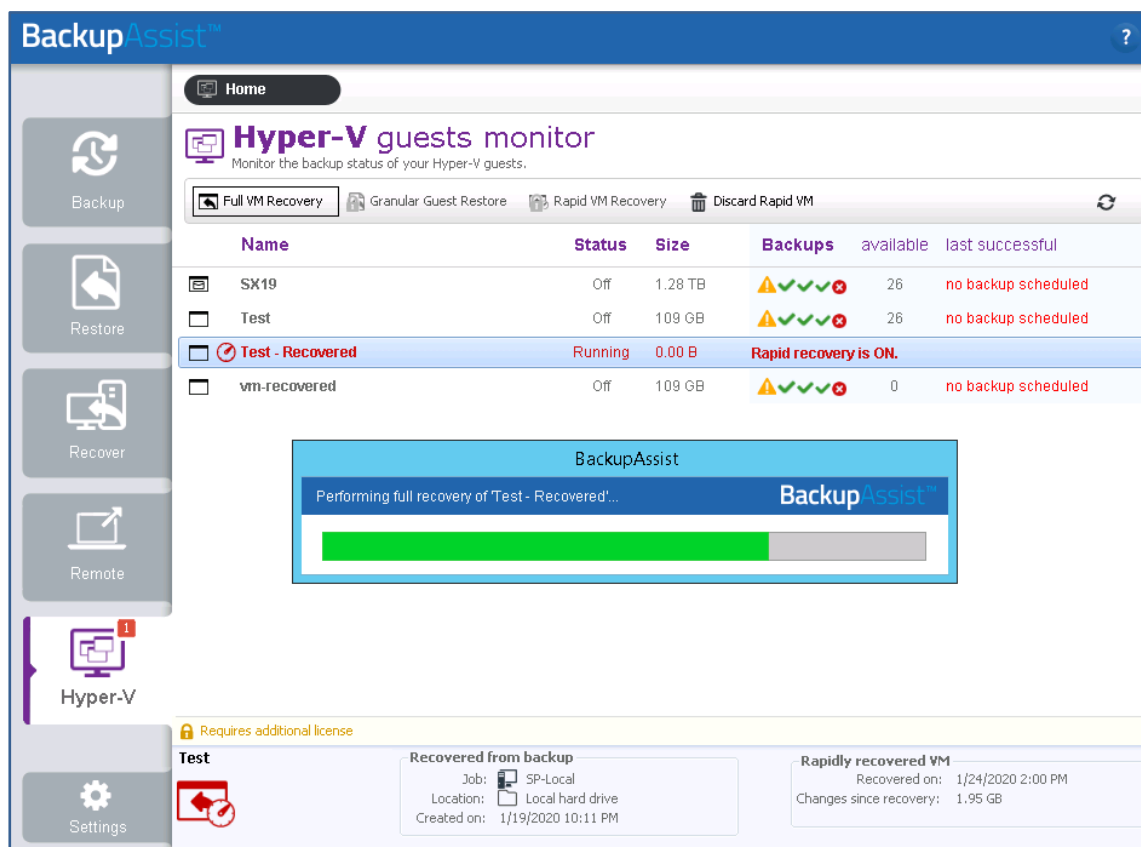 BackupAssist™
?
Home
Hyper-V guests monitor
Monitor the backup status of your Hyper-V guests.
Full VM Recovery Granular Guest Restore Rapid VM Recovery Discard Rapid VM
Name Status Size Backups available last successful
SX19 Off 1.28 TB 26 no backup scheduled
Test Off 109 GB 26 no backup scheduled
Test - Recovered Running 0.00 B Rapid recovery is ON.
vm-recovered Off 109 GB 0 no backup scheduled
BackupAssist
Performing full recovery of 'Test - Recovered'... BackupAssist™
Backup
Restore
Recover
Remote
1
Hyper-V
Settings
Requires additional license
Test
Recovered from backup
Job: SP-Local
Location: Local hard drive
Created on: 1/19/2020 10:11 PM
Rapidly recovered VM
Recovered on: 1/24/2020 2:00 PM
Changes since recovery: 1.95 GB